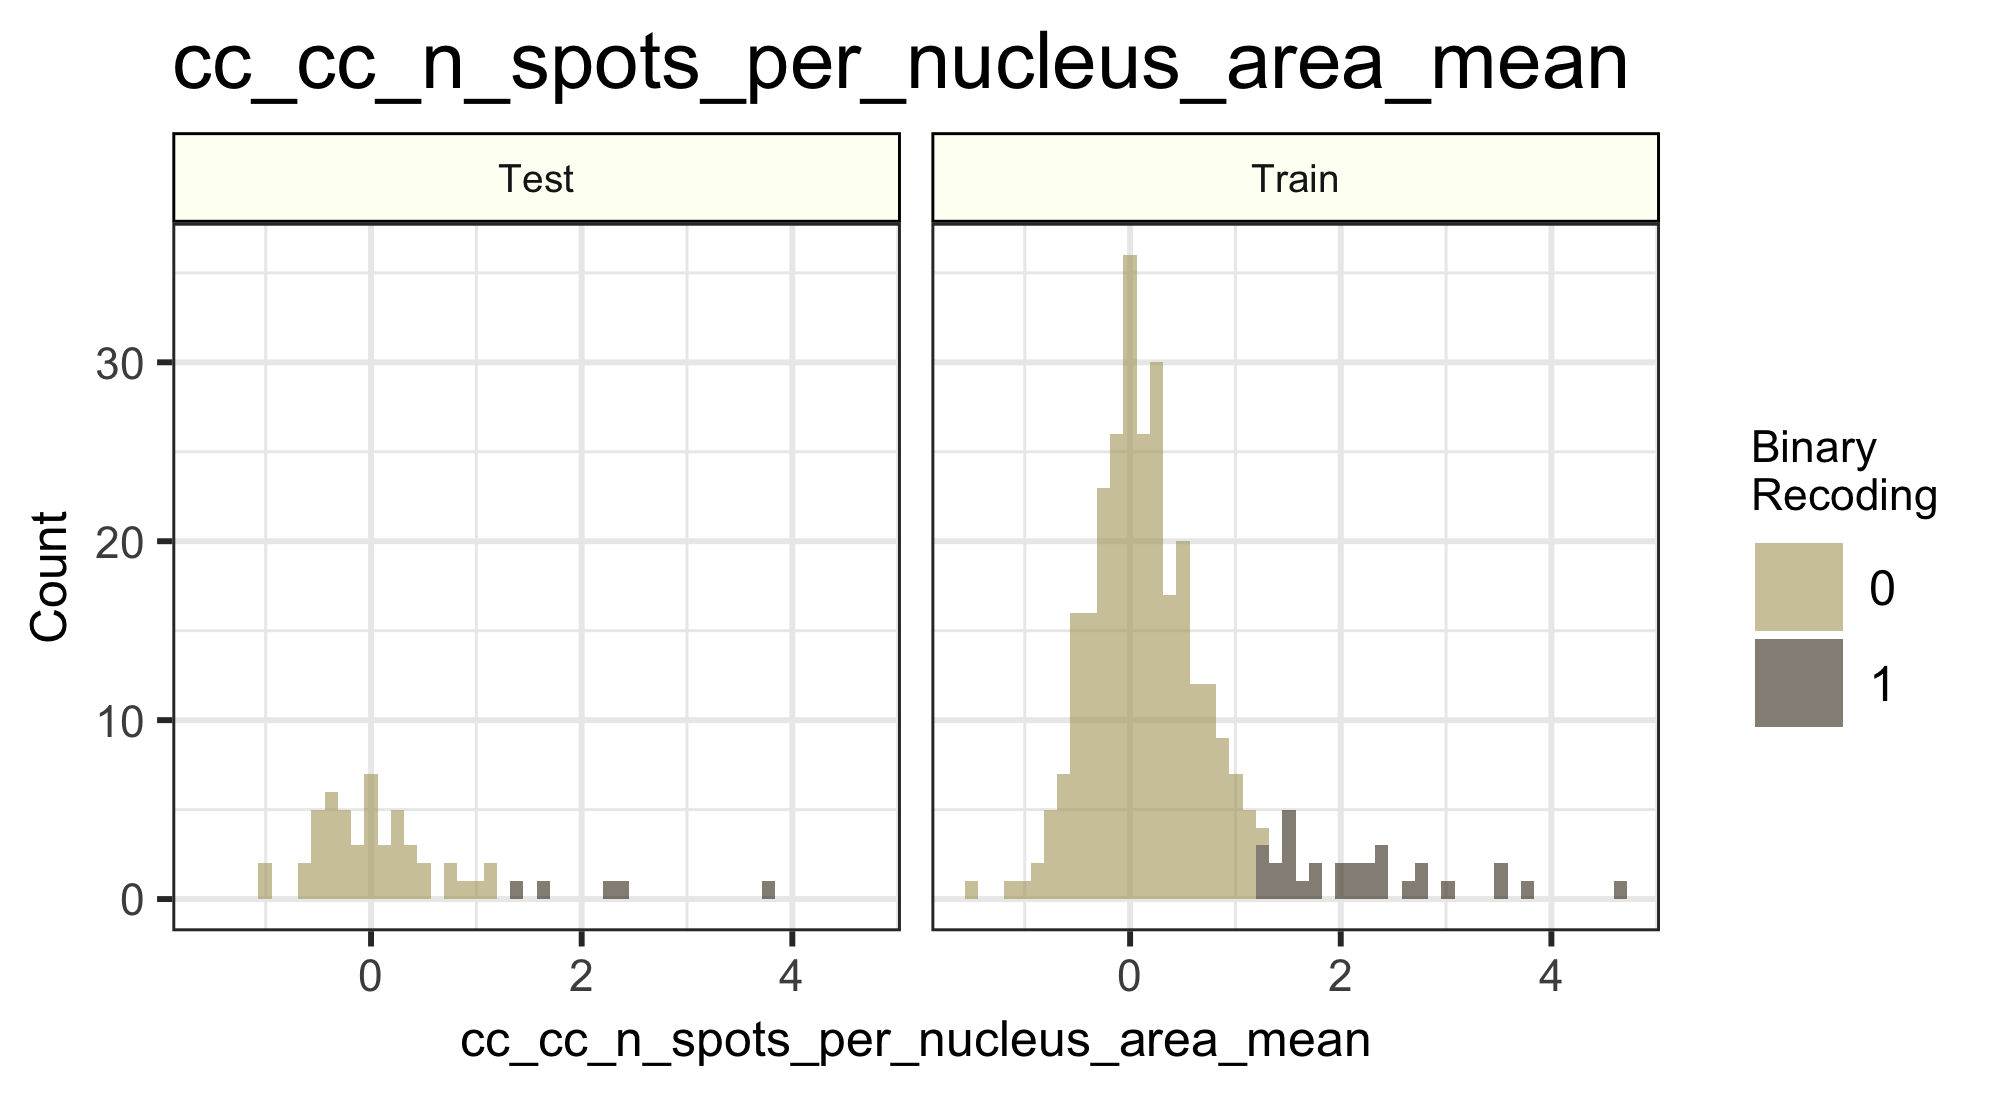 cc_cc_n_spots_per_nucleus_area_mean
Test
Train
30
20
10
0
Count
0
2
4
0
2
4
cc_cc_n_spots_per_nucleus_area_mean
Binary
Recoding
0
1